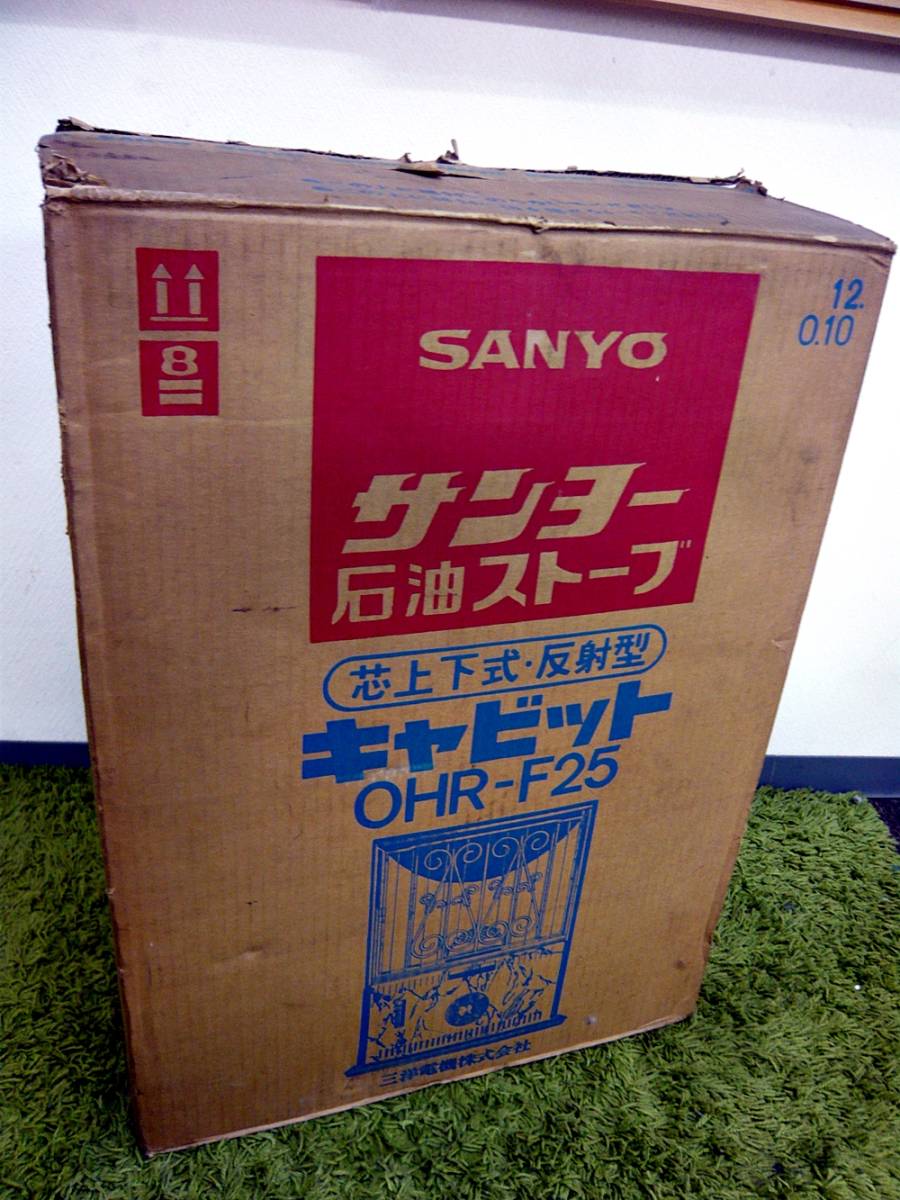 8
SANYO
サンヨー
石油ストーブ
12.
0.10
芯上下式・反射型
キャビット
OHR-F25
三洋電機株式会社